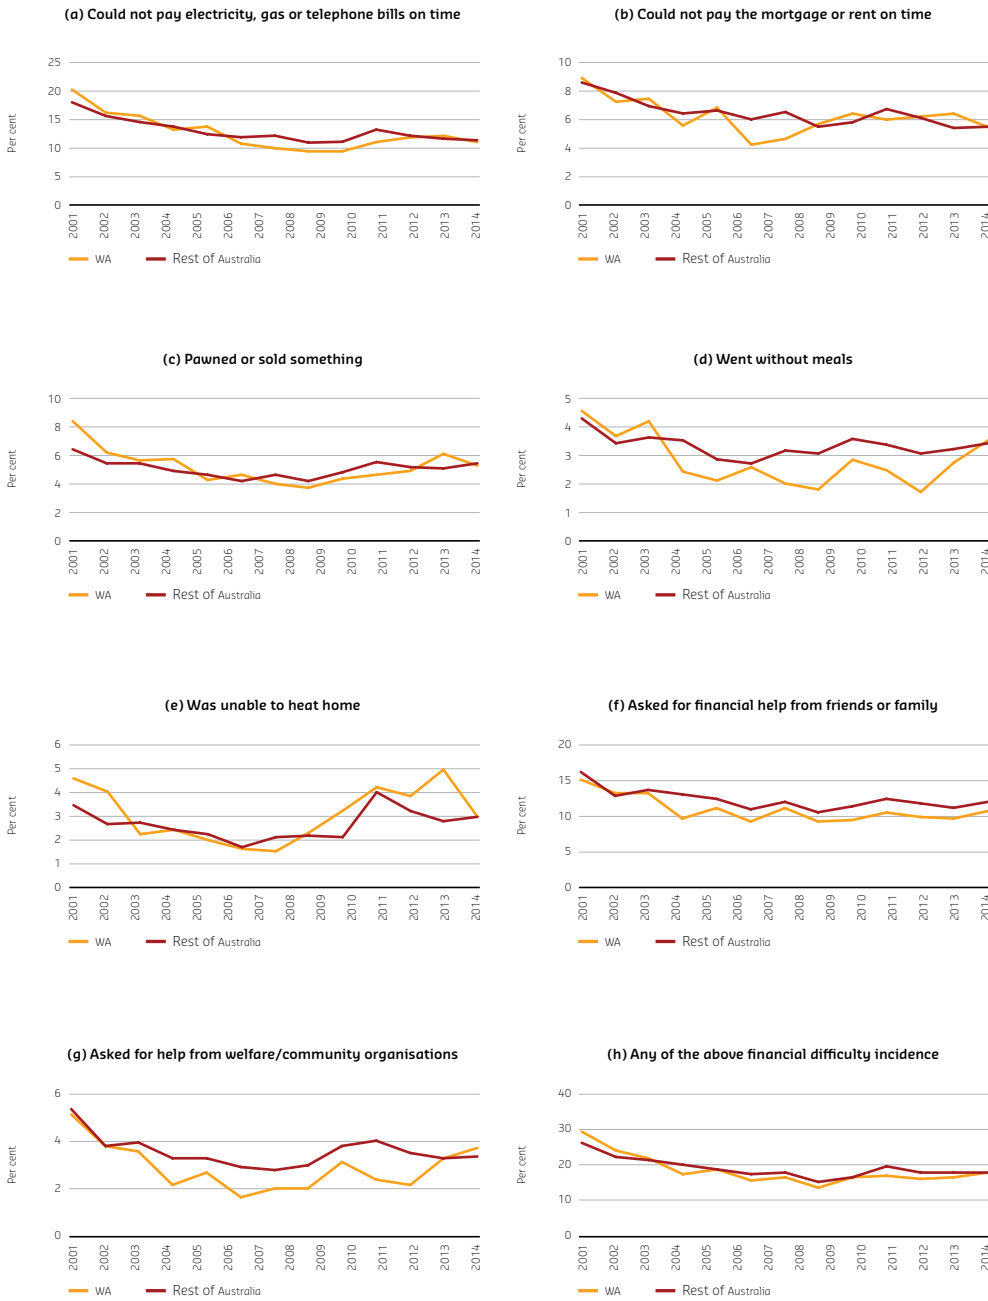 (a) Could not pay electricity, gas or telephone bills on time
Per cent
25
20
15
10
5
0
2001 2002 2003 2004 2005 2006 2007 2008 2009 2010 2011 2012 2013 2014
WA Rest of Australia
(b) Could not pay the mortgage or rent on time
Per cent
10
8
6
4
2
0
2001 2002 2003 2004 2005 2006 2007 2008 2009 2010 2011 2012 2013 2014
WA Rest of Australia
(c) Pawned or sold something
Per cent
10
8
6
4
2
0
2001 2002 2003 2004 2005 2006 2007 2008 2009 2010 2011 2012 2013 2014
WA Rest of Australia
(d) Went without meals
Per cent
5
4
3
2
1
0
2001 2002 2003 2004 2005 2006 2007 2008 2009 2010 2011 2012 2013 2014
WA Rest of Australia
(e) Was unable to heat home
Per cent
6
5
4
3
2
1
0
2001 2002 2003 2004 2005 2006 2007 2008 2009 2010 2011 2012 2013 2014
WA Rest of Australia
(f) Asked for financial help from friends or family
Per cent
20
15
10
5
0
2001 2002 2003 2004 2005 2006 2007 2008 2009 2010 2011 2012 2013 2014
WA Rest of Australia
(g) Asked for help from welfare/community organisations
Per cent
6
4
2
0
2001 2002 2003 2004 2005 2006 2007 2008 2009 2010 2011 2012 2013 2014
WA Rest of Australia
(h) Any of the above financial difficulty incidence
Per cent
40
30
20
10
0
2001 2002 2003 2004 2005 2006 2007 2008 2009 2010 2011 2012 2013 2014
WA Rest of Australia